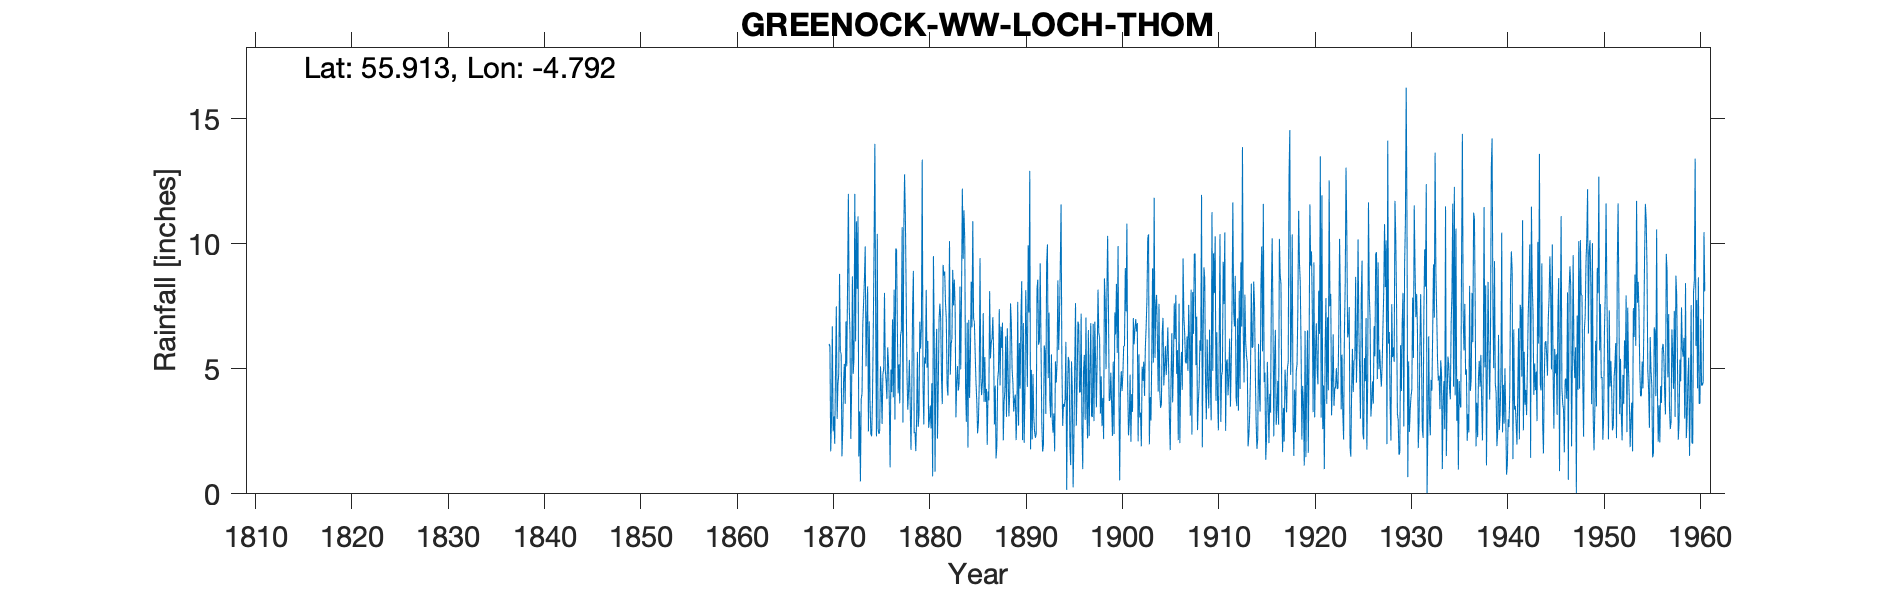 GREENOCK-WW-LOCH-THOM
Lat: 55.913, Lon: -4.792
Rainfall [inches]
15
10
5
0
1810 1820 1830 1840 1850 1860 1870 1880 1890 1900 1910 1920 1930 1940 1950 1960
Year